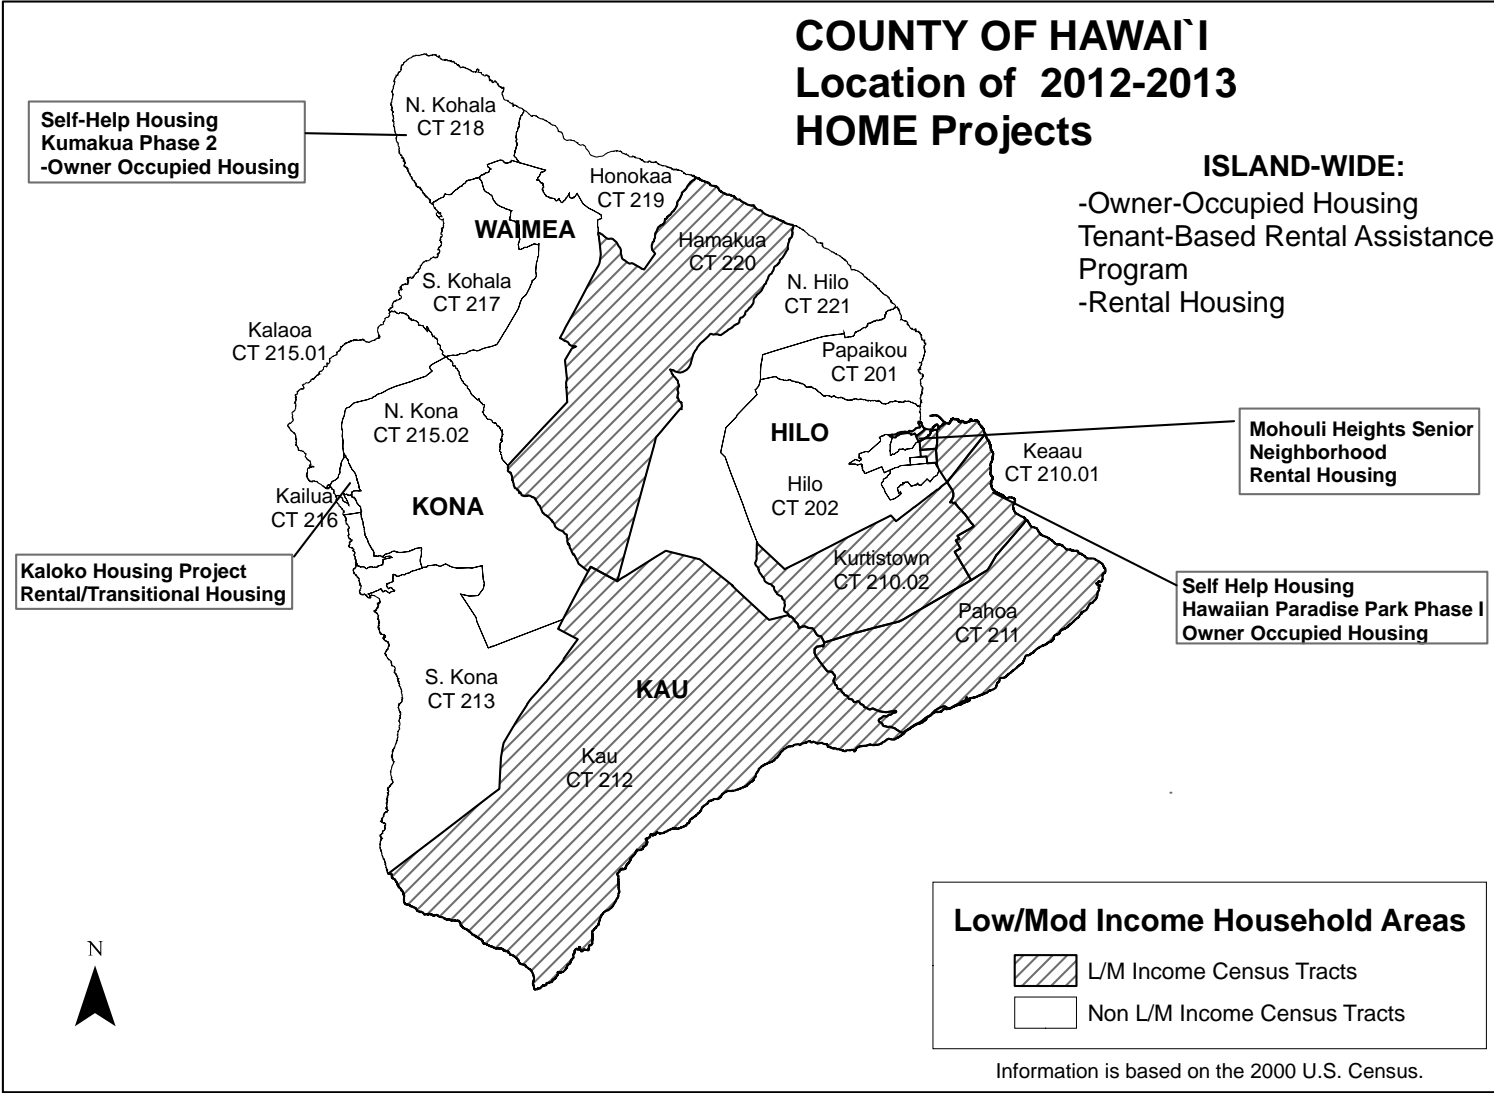 COUNTY OF HAWAI`I
Location of  2012-2013
HOME Projects
ISLAND-WIDE:
-Owner-Occupied Housing
Tenant-Based Rental Assistance
Program
-Rental Housing
Self-Help Housing
Kumakua Phase 2
-Owner Occupied Housing
N. Kohala
CT 218
Honokaa
CT 219
WAIMEA
Hamakua
CT 220
S. Kohala
CT 217
N. Hilo
CT 221
Kalaoa
CT 215.01
Papaikou
CT 201
N. Kona
CT 215.02
HILO
Keaau
CT 210.01
Mohouli Heights Senior
Neighborhood
Rental Housing
Kailua
CT 216
KONA
Hilo
CT 202
Kaloko Housing Project
Rental/Transitional Housing
Kurtistown
CT 210.02
Self Help Housing
Hawaiian Paradise Park Phase I
Owner Occupied Housing
Pahoa
CT 211
S. Kona
CT 213
KAU
Kau
CT 212
N
Low/Mod Income Household Areas
L/M Income Census Tracts
Non L/M Income Census Tracts
Information is based on the 2000 U.S. Census.